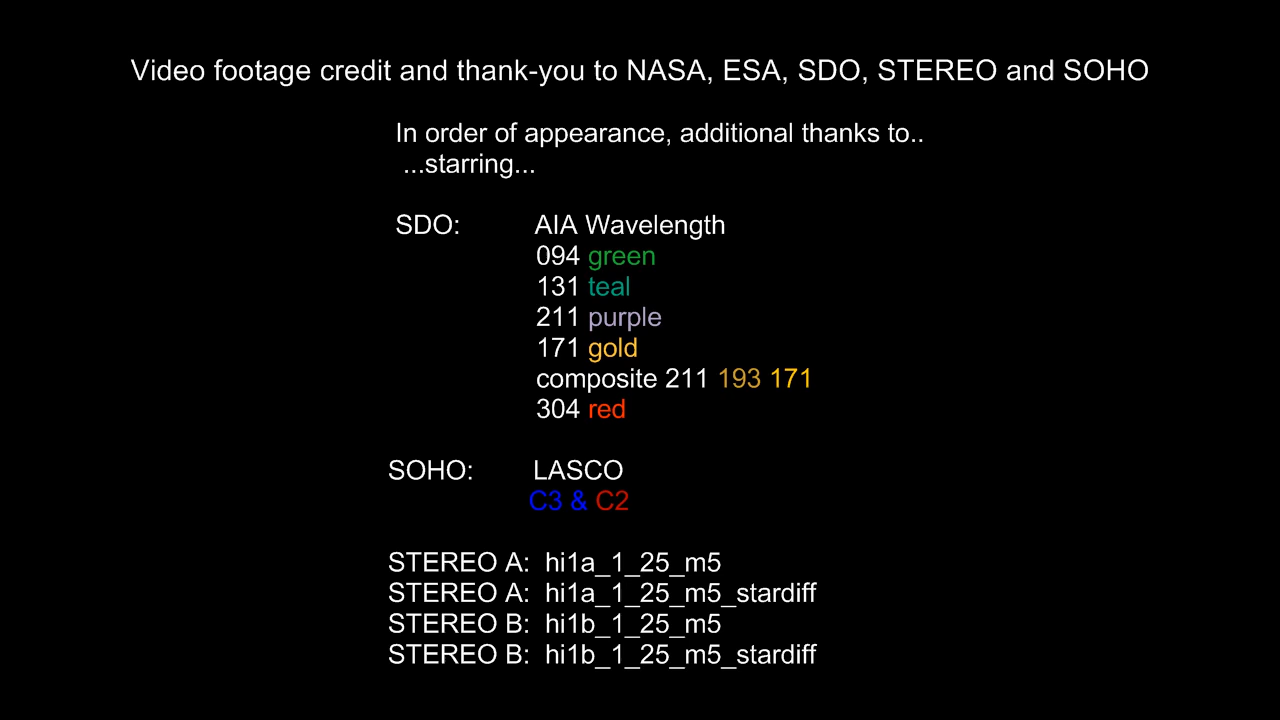 Video footage credit and thank-you to NASA, ESA, SDO, STEREO and SOHO
In order of appearance, additional thanks to..
...starring...
SDO: AIA Wavelength
094 green
131 teal
211 purple
171 gold
composite 211 193 171
304 red
SOHO: LASCO
C3 & C2
STEREO A: hi1a_1_25_m5
STEREO A: hi1a_1_25_m5_stardiff
STEREO B: hi1b_1_25_m5
STEREO B: hi1b_1_25_m5_stardiff